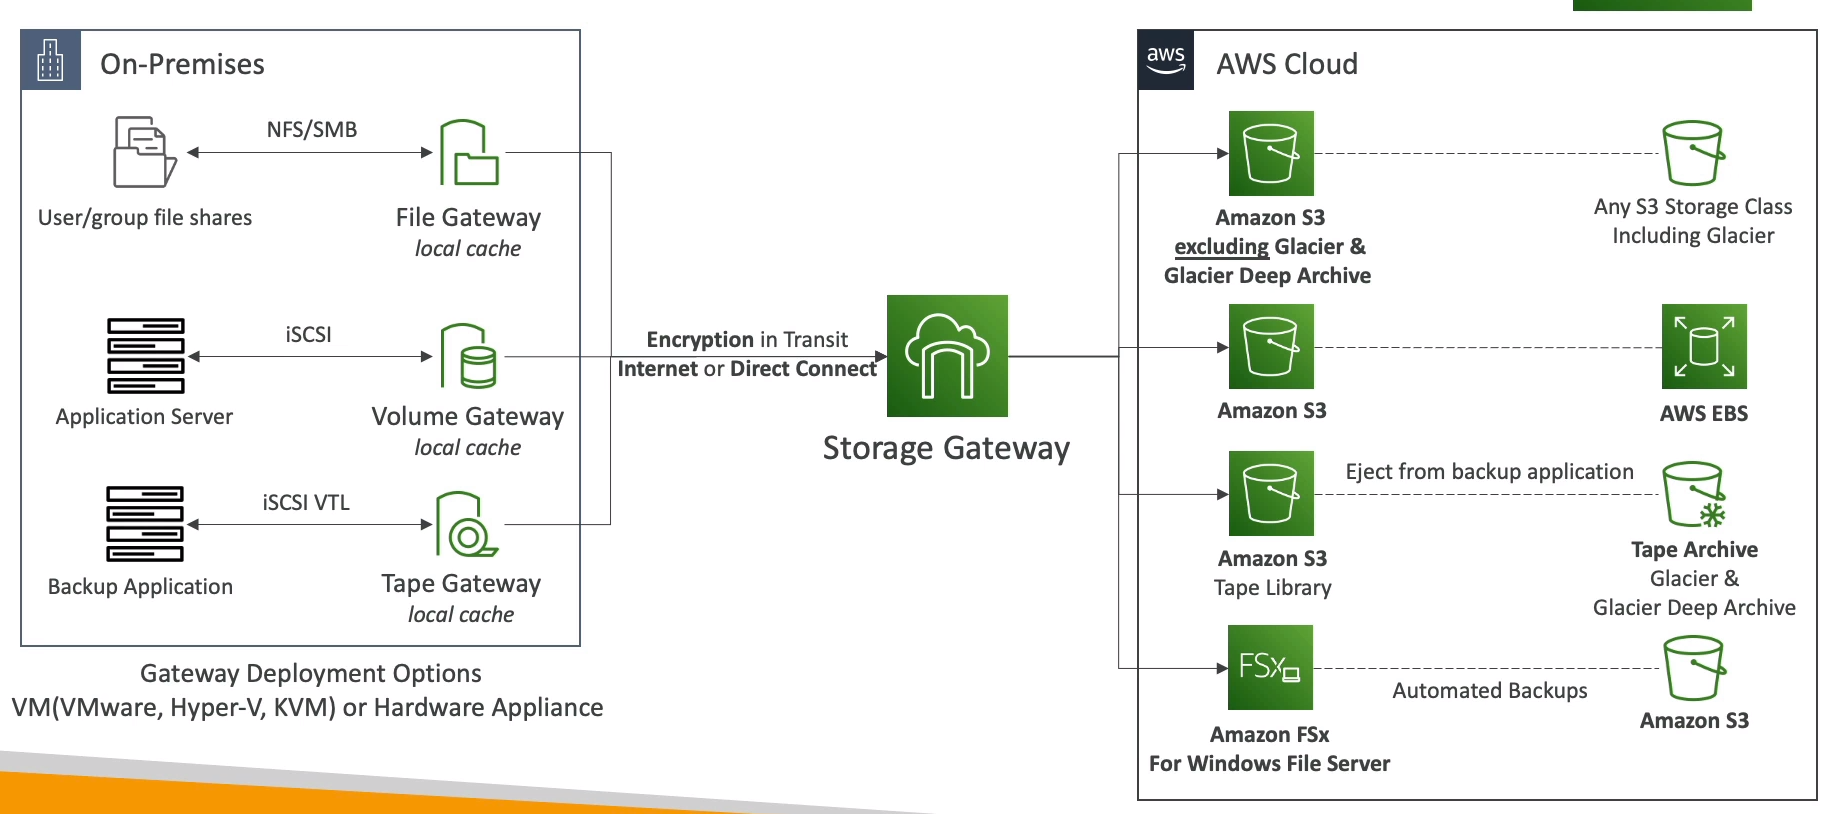 On-Premises
NFS/SMB
User/group file shares
File Gateway
local cache
iSCSI
Application Server
Volume Gateway
local cache
iSCSI VTL
Backup Application
Tape Gateway
local cache
Gateway Deployment Options
VM(VMware, Hyper-V, KVM) or Hardware Appliance
Encryption in Transit
Internet or Direct Connect
Storage Gateway
aws
AWS Cloud
Amazon S3
excluding Glacier &
Glacier Deep Archive
Any S3 Storage Class
Including Glacier
Amazon S3
AWS EBS
Eject from backup application
Amazon S3
Tape Library
Tape Archive
Glacier &
Glacier Deep Archive
FSx
Automated Backups
Amazon FSx
For Windows File Server
Amazon S3